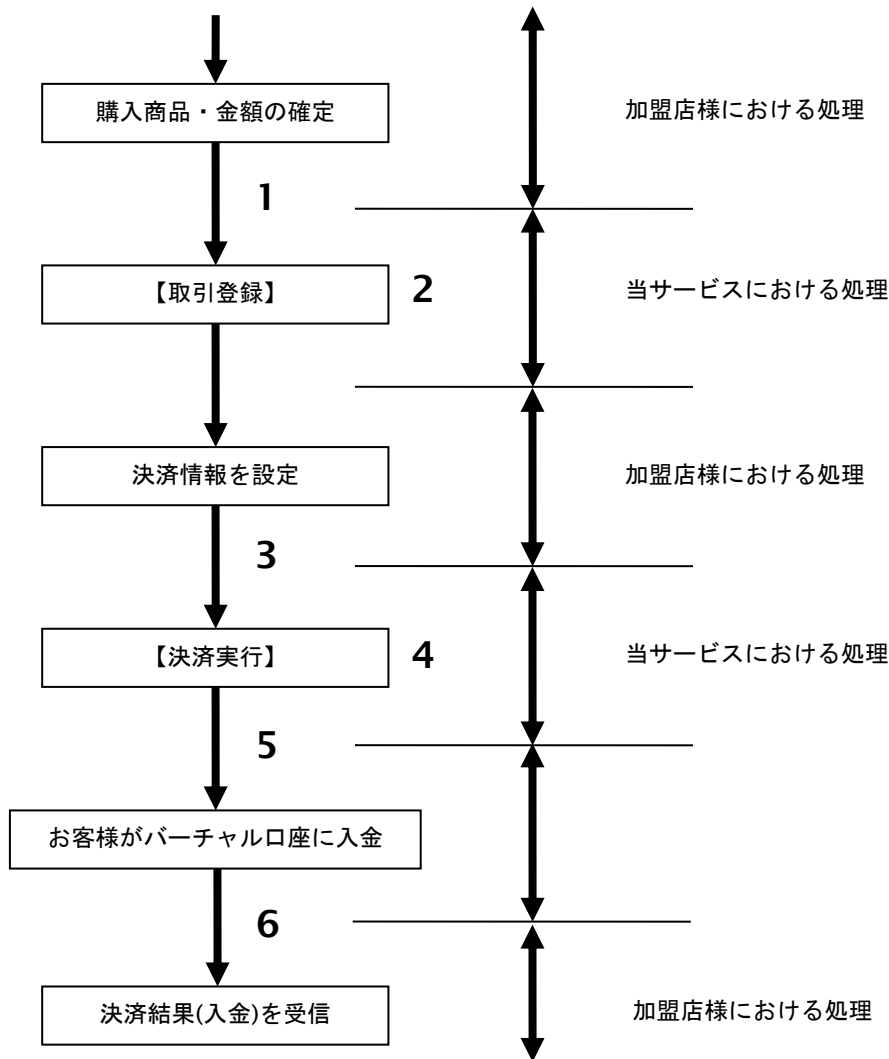 購入商品・金額の確定
加盟店様における処理
1
【取引登録】
2
当サービスにおける処理
決済情報を設定
加盟店様における処理
3
【決済実行】
4
当サービスにおける処理
5
お客様がバーチャル口座に入金
6
決済結果(入金)を受信
加盟店様における処理